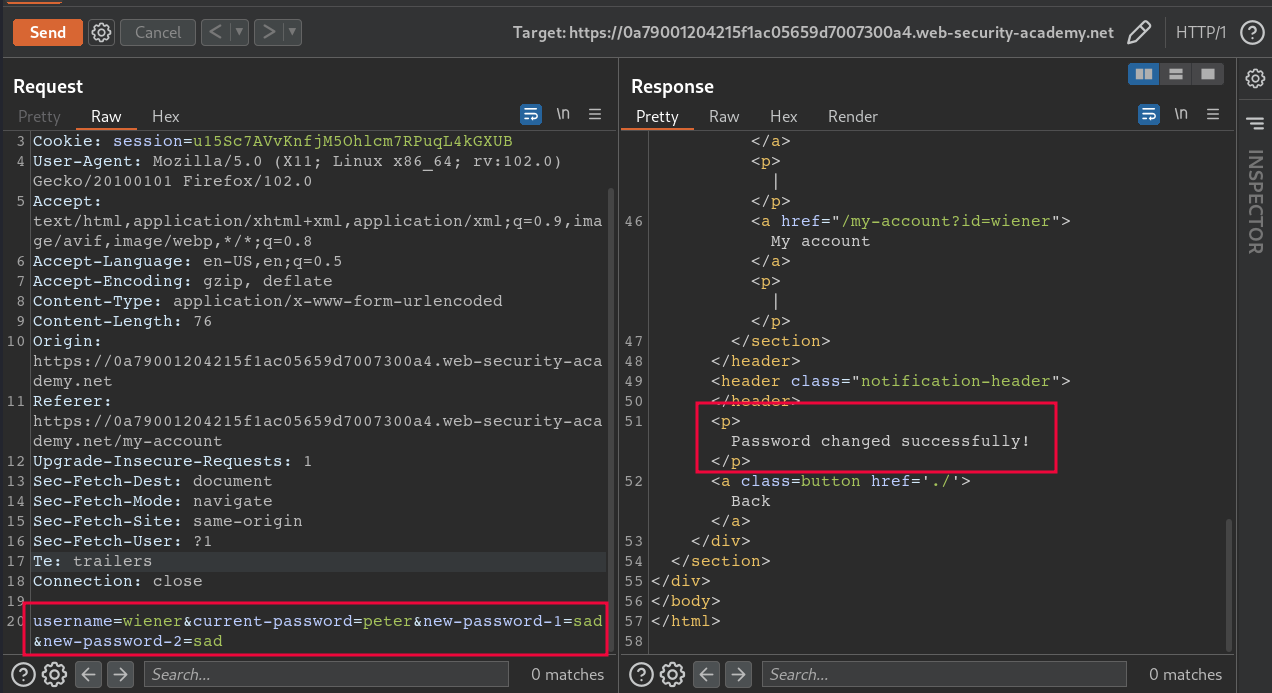 Send
Cancel
<
>
Target: https://0a79001204215f1ac05659d7007300a4.web-security-academy.net
HTTP/1
?
Request
Pretty Raw Hex
\n
3 Cookie: session=u15Sc7AVvKnfjM5Ohlcm7RPuqL4kGXUB
4 User-Agent: Mozilla/5.0 (X11; Linux x86_64; rv:102.0)
Gecko/20100101 Firefox/102.0
5 Accept:
text/html,application/xhtml+xml,application/xml;q=0.9,ima
ge/avif,image/webp,*/*;q=0.8
6 Accept-Language: en-US,en;q=0.5
7 Accept-Encoding: gzip, deflate
8 Content-Type: application/x-www-form-urlencoded
9 Content-Length: 76
10 Origin:
https://0a79001204215f1ac05659d7007300a4.web-security-aca
demy.net
11 Referer:
https://0a79001204215f1ac05659d7007300a4.web-security-aca
demy.net/my-account
12 Upgrade-Insecure-Requests: 1
13 Sec-Fetch-Dest: document
14 Sec-Fetch-Mode: navigate
15 Sec-Fetch-Site: same-origin
16 Sec-Fetch-User: ?1
17 Te: trailers
18 Connection: close
19
20 username=wiener&current-password=peter&new-password-1=sad
&new-password-2=sad
? Search... 0 matches
Response
Pretty Raw Hex Render
\n
</a>
<p>
|
</p>
46 <a href="/my-account?id=wiener">
My account
</a>
<p>
|
</p>
47 </section>
48 </header>
49 <header class="notification-header">
50 </header>
51 <p>
Password changed successfully!
</p>
52 <a class=button href='./'>
Back
</a>
53 </div>
54 </section>
55 </div>
56 </body>
57 </html>
58
? Search... 0 matches
INSPECTOR